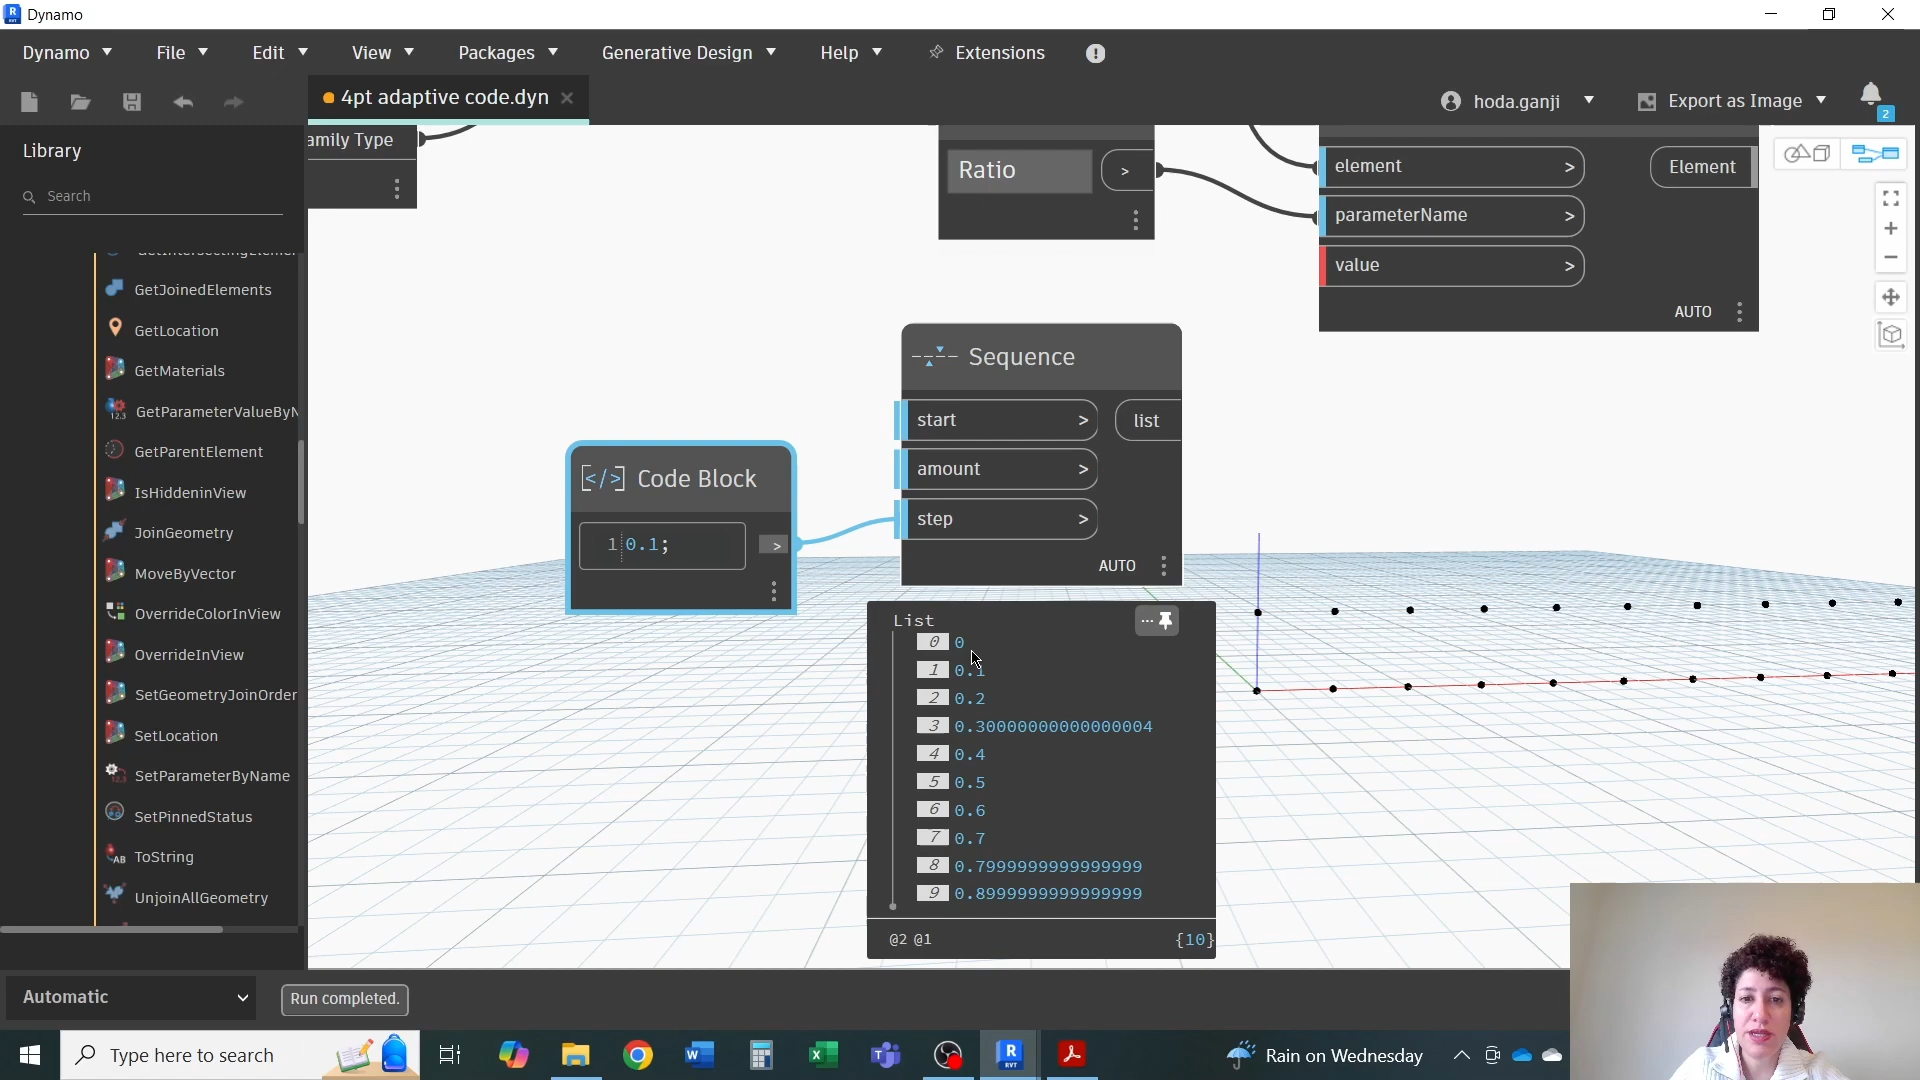 Dynamo
Dynamo File Edit View Packages Generative Design Help Extensions
4pt adaptive code.dyn
hoda.ganji
Export as Image
2
Library
Search
GetJoinedElements
GetLocation
GetMaterials
GetParameterValueByN
GetParentElement
IsHiddeninView
JoinGeometry
MoveByVector
OverrideColorInView
OverrideInView
SetGeometryJoinOrder
SetLocation
SetParameterByName
SetPinnedStatus
ToString
UnjoinAllGeometry
amily Type
Ratio >
element >
Element
parameterName >
value >
AUTO
Sequence
start >
list
amount >
step >
AUTO
Code Block
1 0.1; >
List
0 0
1 0.1
2 0.2
3 0.30000000000000004
4 0.4
5 0.5
6 0.6
7 0.7
8 0.7999999999999999
9 0.8999999999999999
@2 @1 {10}
Automatic
Run completed.
Type here to search
Rain on Wednesday